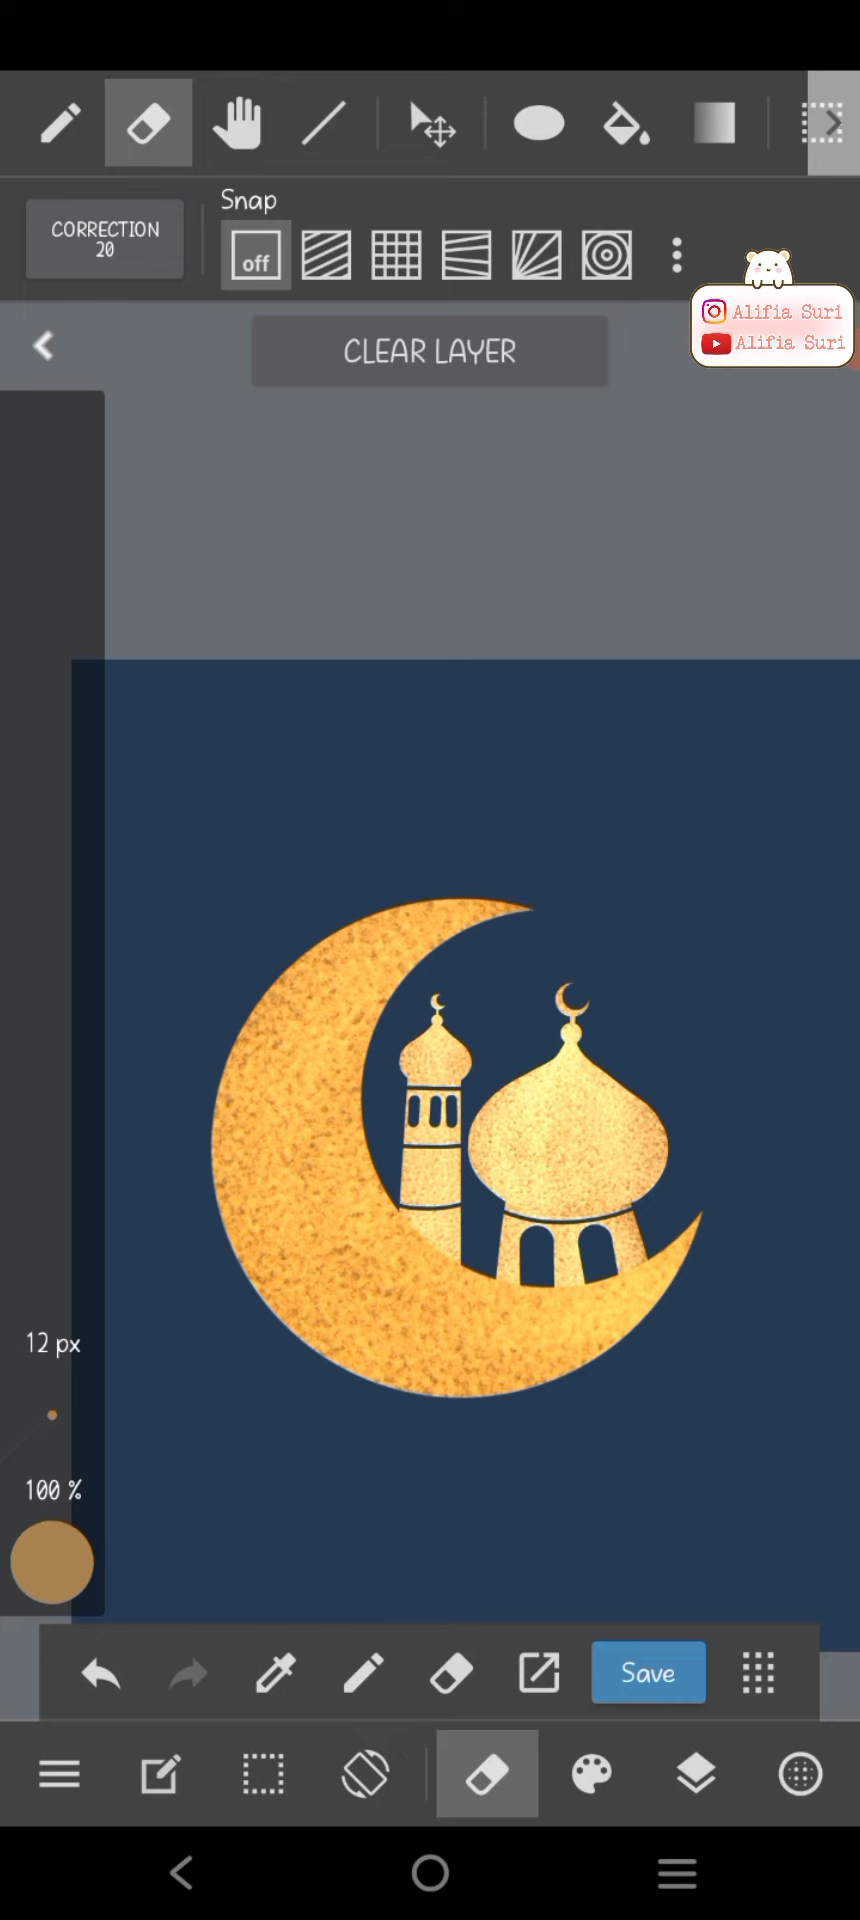 Snap
CORRECTION
20
off
Alifia Suri
Alifia Suri
CLEAR LAYER
12 px
100 %
Save